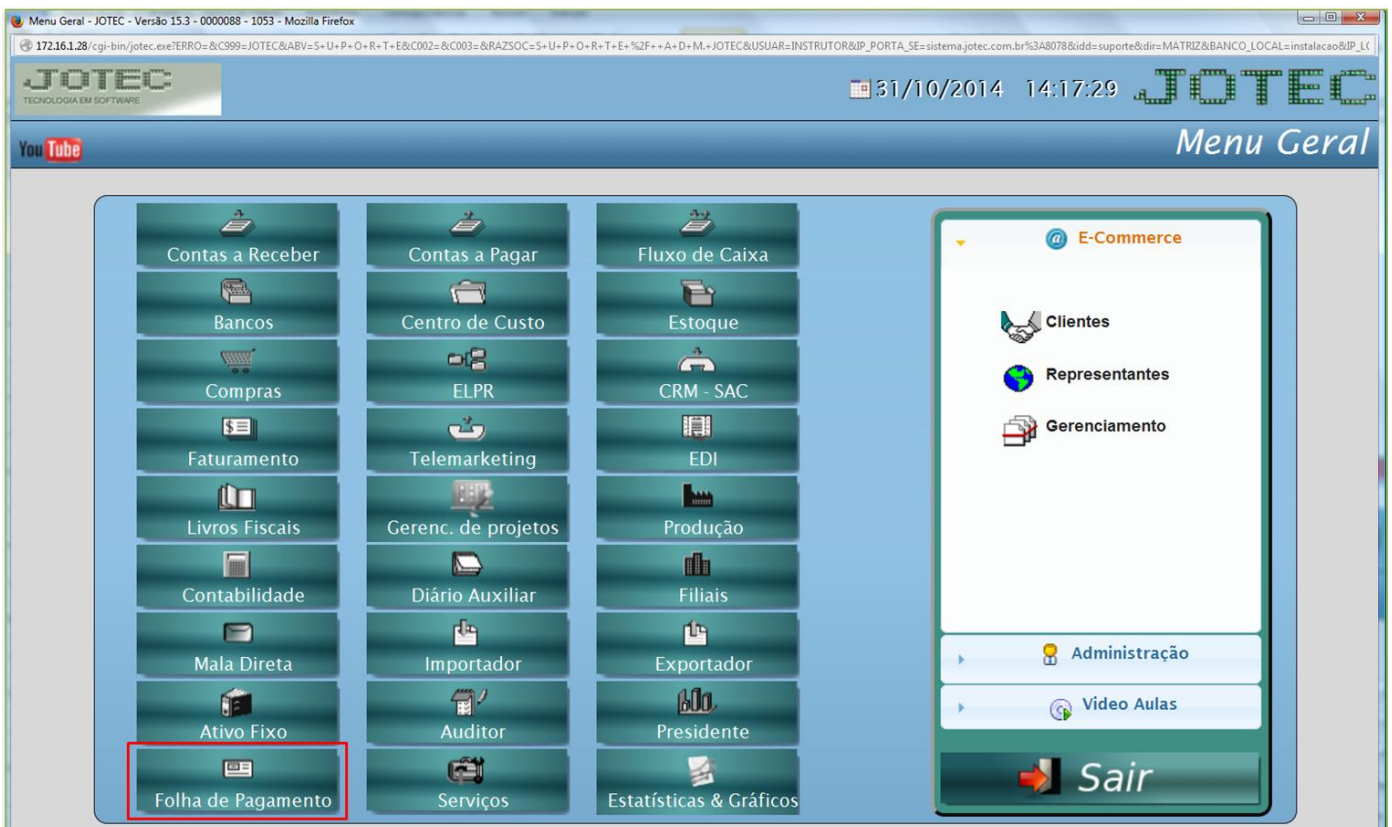 Menu Geral - JOTEC - Versão 15.3 - 0000088 - 1053 - Mozilla Firefox
172.16.1.28/cgi-bin/jotec.exe?ERRO=&C999=JOTEC&ABV=S+U+P+O+R+T+E&C002=&C003=&RAZSOC=S+U+P+O+R+T+E+%2F++A+D+M.+JOTEC&USUAR=INSTRUTOR&IP_PORTA_SE=sistema.jotec.com.br%3A8078&idd=suporte&dir=MATRIZ&BANCO_LOCAL=instalacao&IP_L(
JOTEC
TECNOLOGIA EM SOFTWARE
31/10/2014 14:17:29 JOTEC
You Tube
Menu Geral
Contas a Receber Contas a Pagar Fluxo de Caixa
Bancos Centro de Custo Estoque
Compras ELPR CRM - SAC
Faturamento Telemarketing EDI
Livros Fiscais Gerenc. de projetos Produção
Contabilidade Diário Auxiliar Filiais
Mala Direta Importador Exportador
Ativo Fixo Auditor Presidente
Folha de Pagamento Serviços Estatísticas & Gráficos
E-Commerce
Clientes
Representantes
Gerenciamento
Administração
Video Aulas
Sair